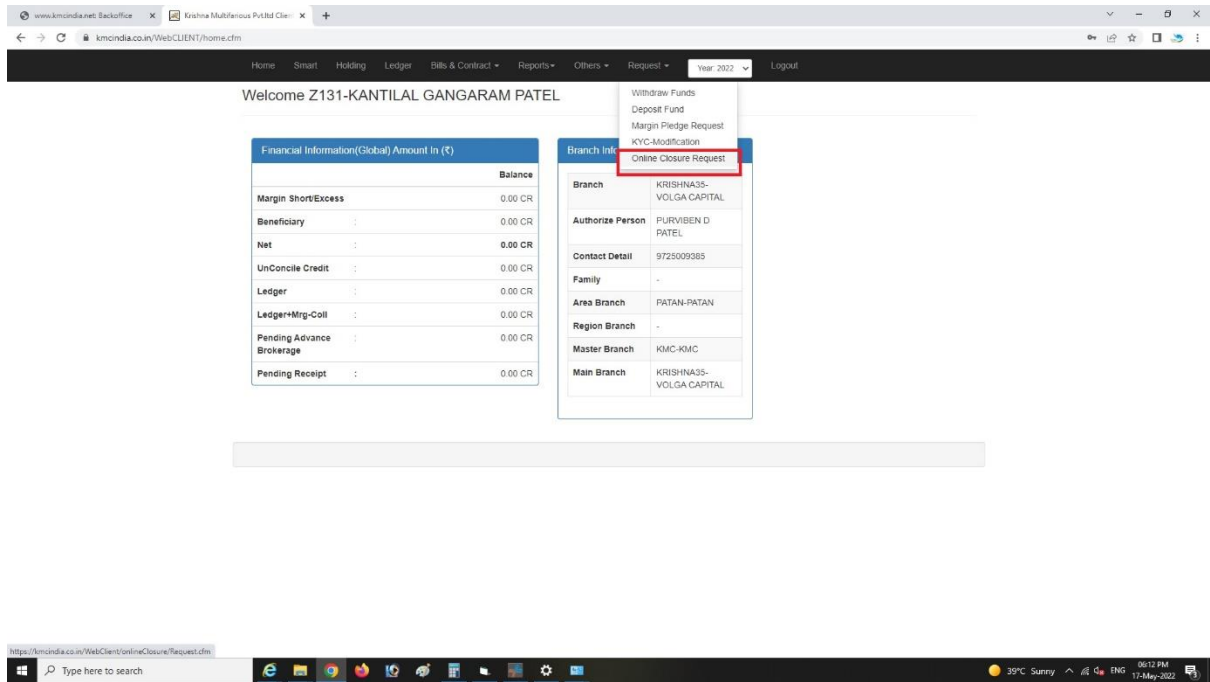 www.kmcindia.net: Backoffice
Krishna Multifarious Pvt.ltd Clien
kmcindia.co.in/WebCLIENT/home.cfm
Home Smart Holding Ledger Bills & Contract Reports Others Request Year: 2022 Logout
Welcome Z131-KANTILAL GANGARAM PATEL
Withdraw Funds
Deposit Fund
Margin Pledge Request
KYC-Modification
Online Closure Request
Financial Information(Global) Amount In (₹)
Balance
Margin Short/Excess 0.00 CR
Beneficiary : 0.00 CR
Net : 0.00 CR
UnConcile Credit : 0.00 CR
Ledger : 0.00 CR
Ledger+Mrg-Coll : 0.00 CR
Pending Advance : 0.00 CR
Brokerage
Pending Receipt : 0.00 CR
Branch Info
Branch KRISHNA35-
VOLGA CAPITAL
Authorize Person PURVIBEN D
PATEL
Contact Detail 9725009385
Family -
Area Branch PATAN-PATAN
Region Branch -
Master Branch KMC-KMC
Main Branch KRISHNA35-
VOLGA CAPITAL
https://kmcindia.co.in/WebClient/onlineClosure/Request.cfm
Type here to search
39°C Sunny ENG 06:12 PM
17-May-2022